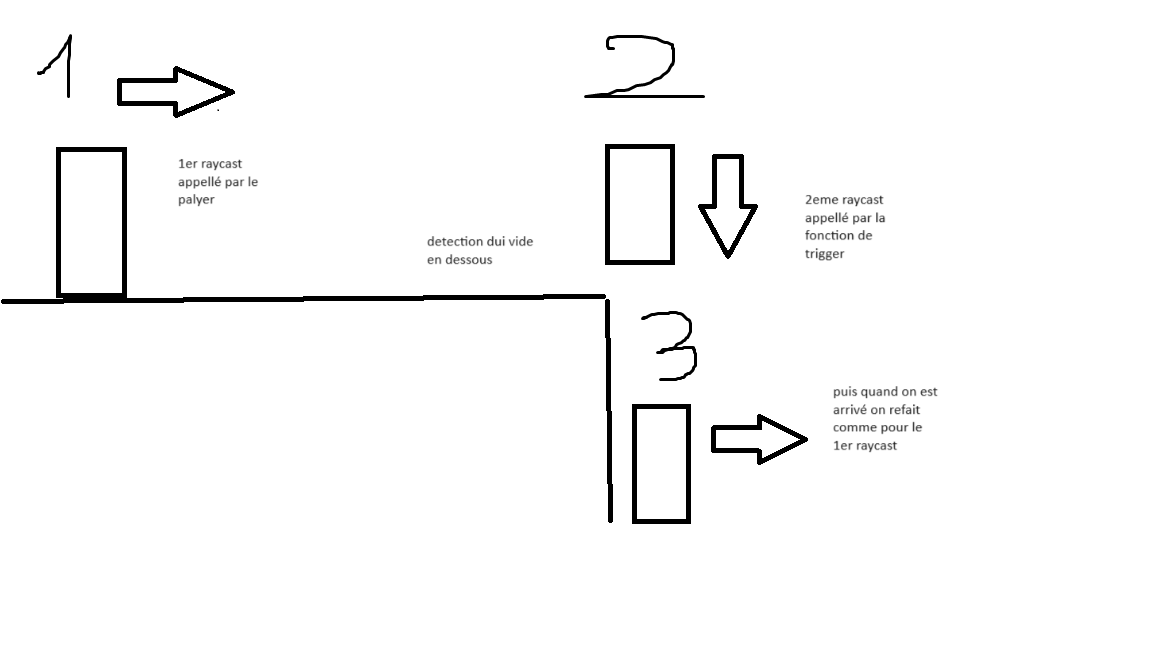 1
2
1er raycast
appellé par le
palyer
2eme raycast
appellé par la
fonction de
trigger
detection dui vide
en dessous
3
puis quand on est
arrivé on refait
comme pour le
1er raycast